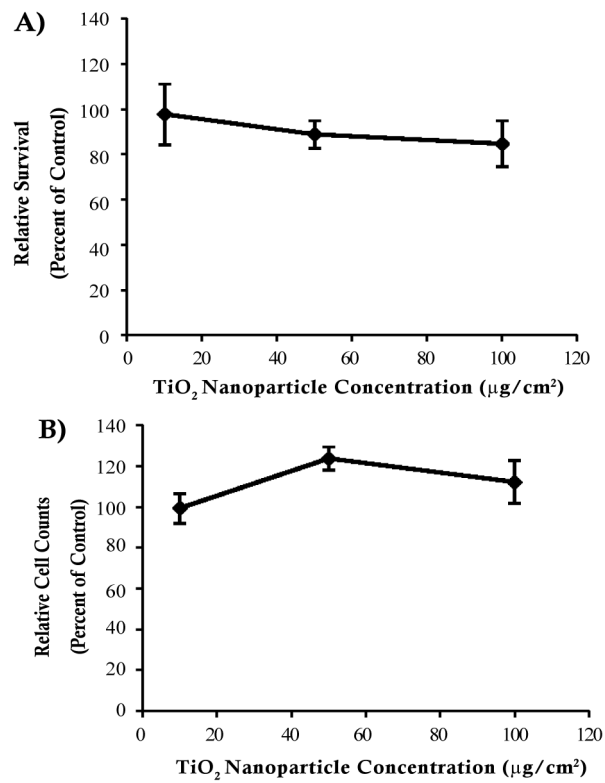 A)
140
120
100
80
60
40
20
0
Relative Survival
(Percent of Control)
0 20 40 60 80 100 120
TiO2 Nanoparticle Concentration (µg/cm²)
B)
140
120
100
80
60
40
20
0
Relative Cell Counts
(Percent of Control)
0 20 40 60 80 100 120
TiO2 Nanoparticle Concentration (µg/cm²)